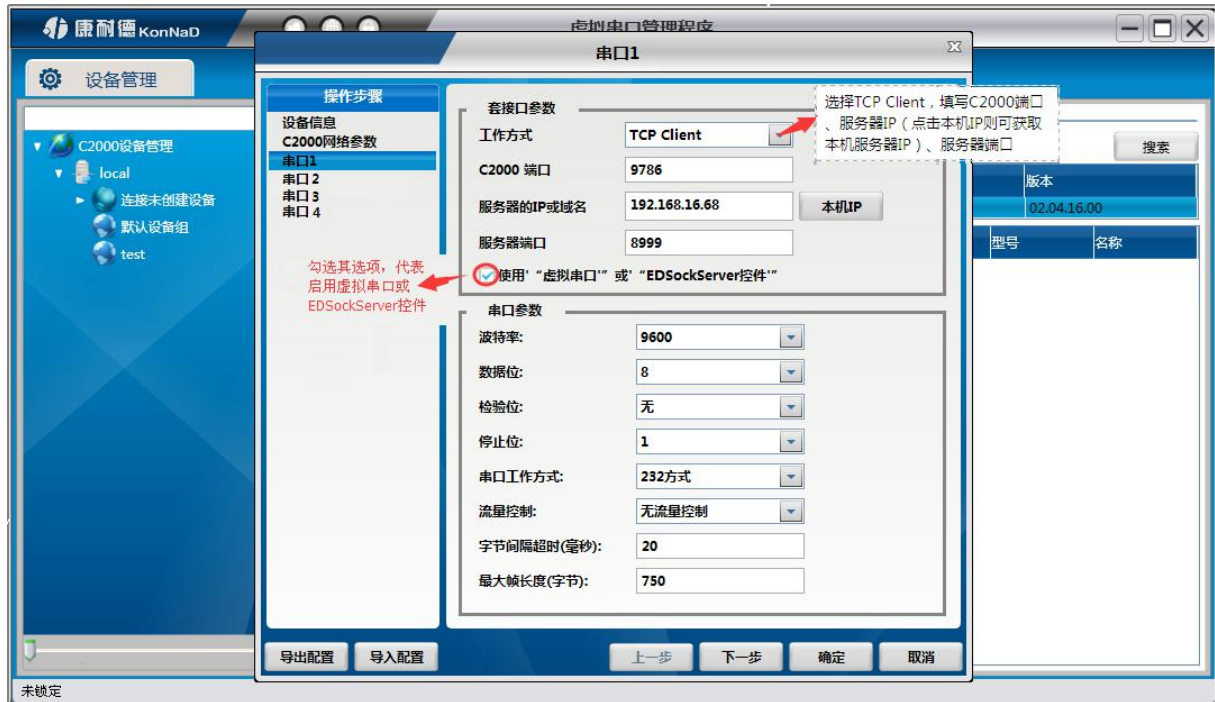 康耐德 KonNaD
虚拟串口管理程序
设备管理
C2000设备管理
local
连接未创建设备
默认设备组
test
串口1
操作步骤
设备信息
C2000网络参数
串口1
串口 2
串口 3
串口 4
勾选其选项，代表
启用虚拟串口或
EDSockServer控件
套接口参数
工作方式 TCP Client
C2000 端口 9786
服务器的IP或域名 192.168.16.68 本机IP
服务器端口 8999
使用' “虚拟串口'” 或' “EDSockServer控件'”
选择TCP Client，填写C2000端口
、服务器IP（点击本机IP则可获取
本机服务器IP）、服务器端口
串口参数
波特率: 9600
数据位: 8
检验位: 无
停止位: 1
串口工作方式: 232方式
流量控制: 无流量控制
字节间隔超时(毫秒): 20
最大帧长度(字节): 750
搜索
版本
02.04.16.00
型号 名称
导出配置 导入配置 上一步 下一步 确定 取消
未锁定